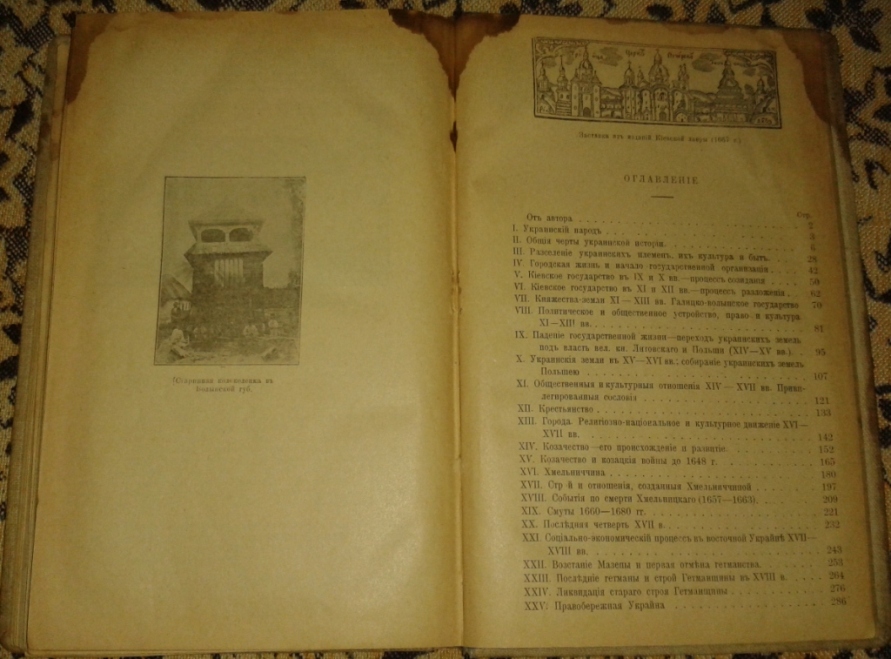 Старинная колокольня въ
Волынской губ.
Заставка изъ изданій Кіевской лавры
ОГЛАВЛЕНІЕ
Стр.
Отъ автора
I. Украинскій народъ
II. Общія черты украинской исторіи.
III. Разселеніе украинскихъ племенъ, ихъ культура и бытъ. 28
IV. Городская жизнь и начало государственной организаціи 42
V. Кіевское государство въ IX и X вв.—процессъ созиданія 50
VI. Кіевское государство въ XI и XII вв.—процессъ разложенія 62
VII. Княжества-земли XI—XIII вв. Галицко-волынское государство 70
VIII. Политическое и общественное устройство, право и культура
XI—XIII вв. 81
IX. Паденіе государственной жизни—переходъ украинскихъ земель
подъ власть вел. кн. Литовскаго и Польши (XIV—XV вв.) 95
X. Украинскія земли въ XV—XVI вв.; собираніе украинскихъ земель
Польшею 107
XI. Общественныя и культурныя отношенія XIV—XVII вв. Приви-
легированныя сословія 121
XII. Крестьянство 133
XIII. Города. Религіозно-національное и культурное движеніе XVI—
XVII вв. 142
XIV. Козачество—его происхожденіе и развитіе. 152
XV. Козачество и козацкія войны до 1648 г. 165
XVI. Хмельниччина 180
XVII. Стр й и отношенія, созданныя Хмельниччиной 197
XVIII. Событія по смерти Хмельницкаго (1657—1663). 209
XIX. Смуты 1660—1680 гг. 221
XX. Послѣдняя четверть XVII в. 232
XXI. Соціально-экономическій процессъ въ восточной Украйнѣ XVII—
XVIII вв. 243
XXII. Возстаніе Мазепы и первая отмѣна гетманства. 253
XXIII. Послѣдніе гетманы и строй Гетманщины въ XVIII в. 264
XXIV. Ликвидація стараго строя Гетманщины 276
XXV. Правобережная Украйна 286